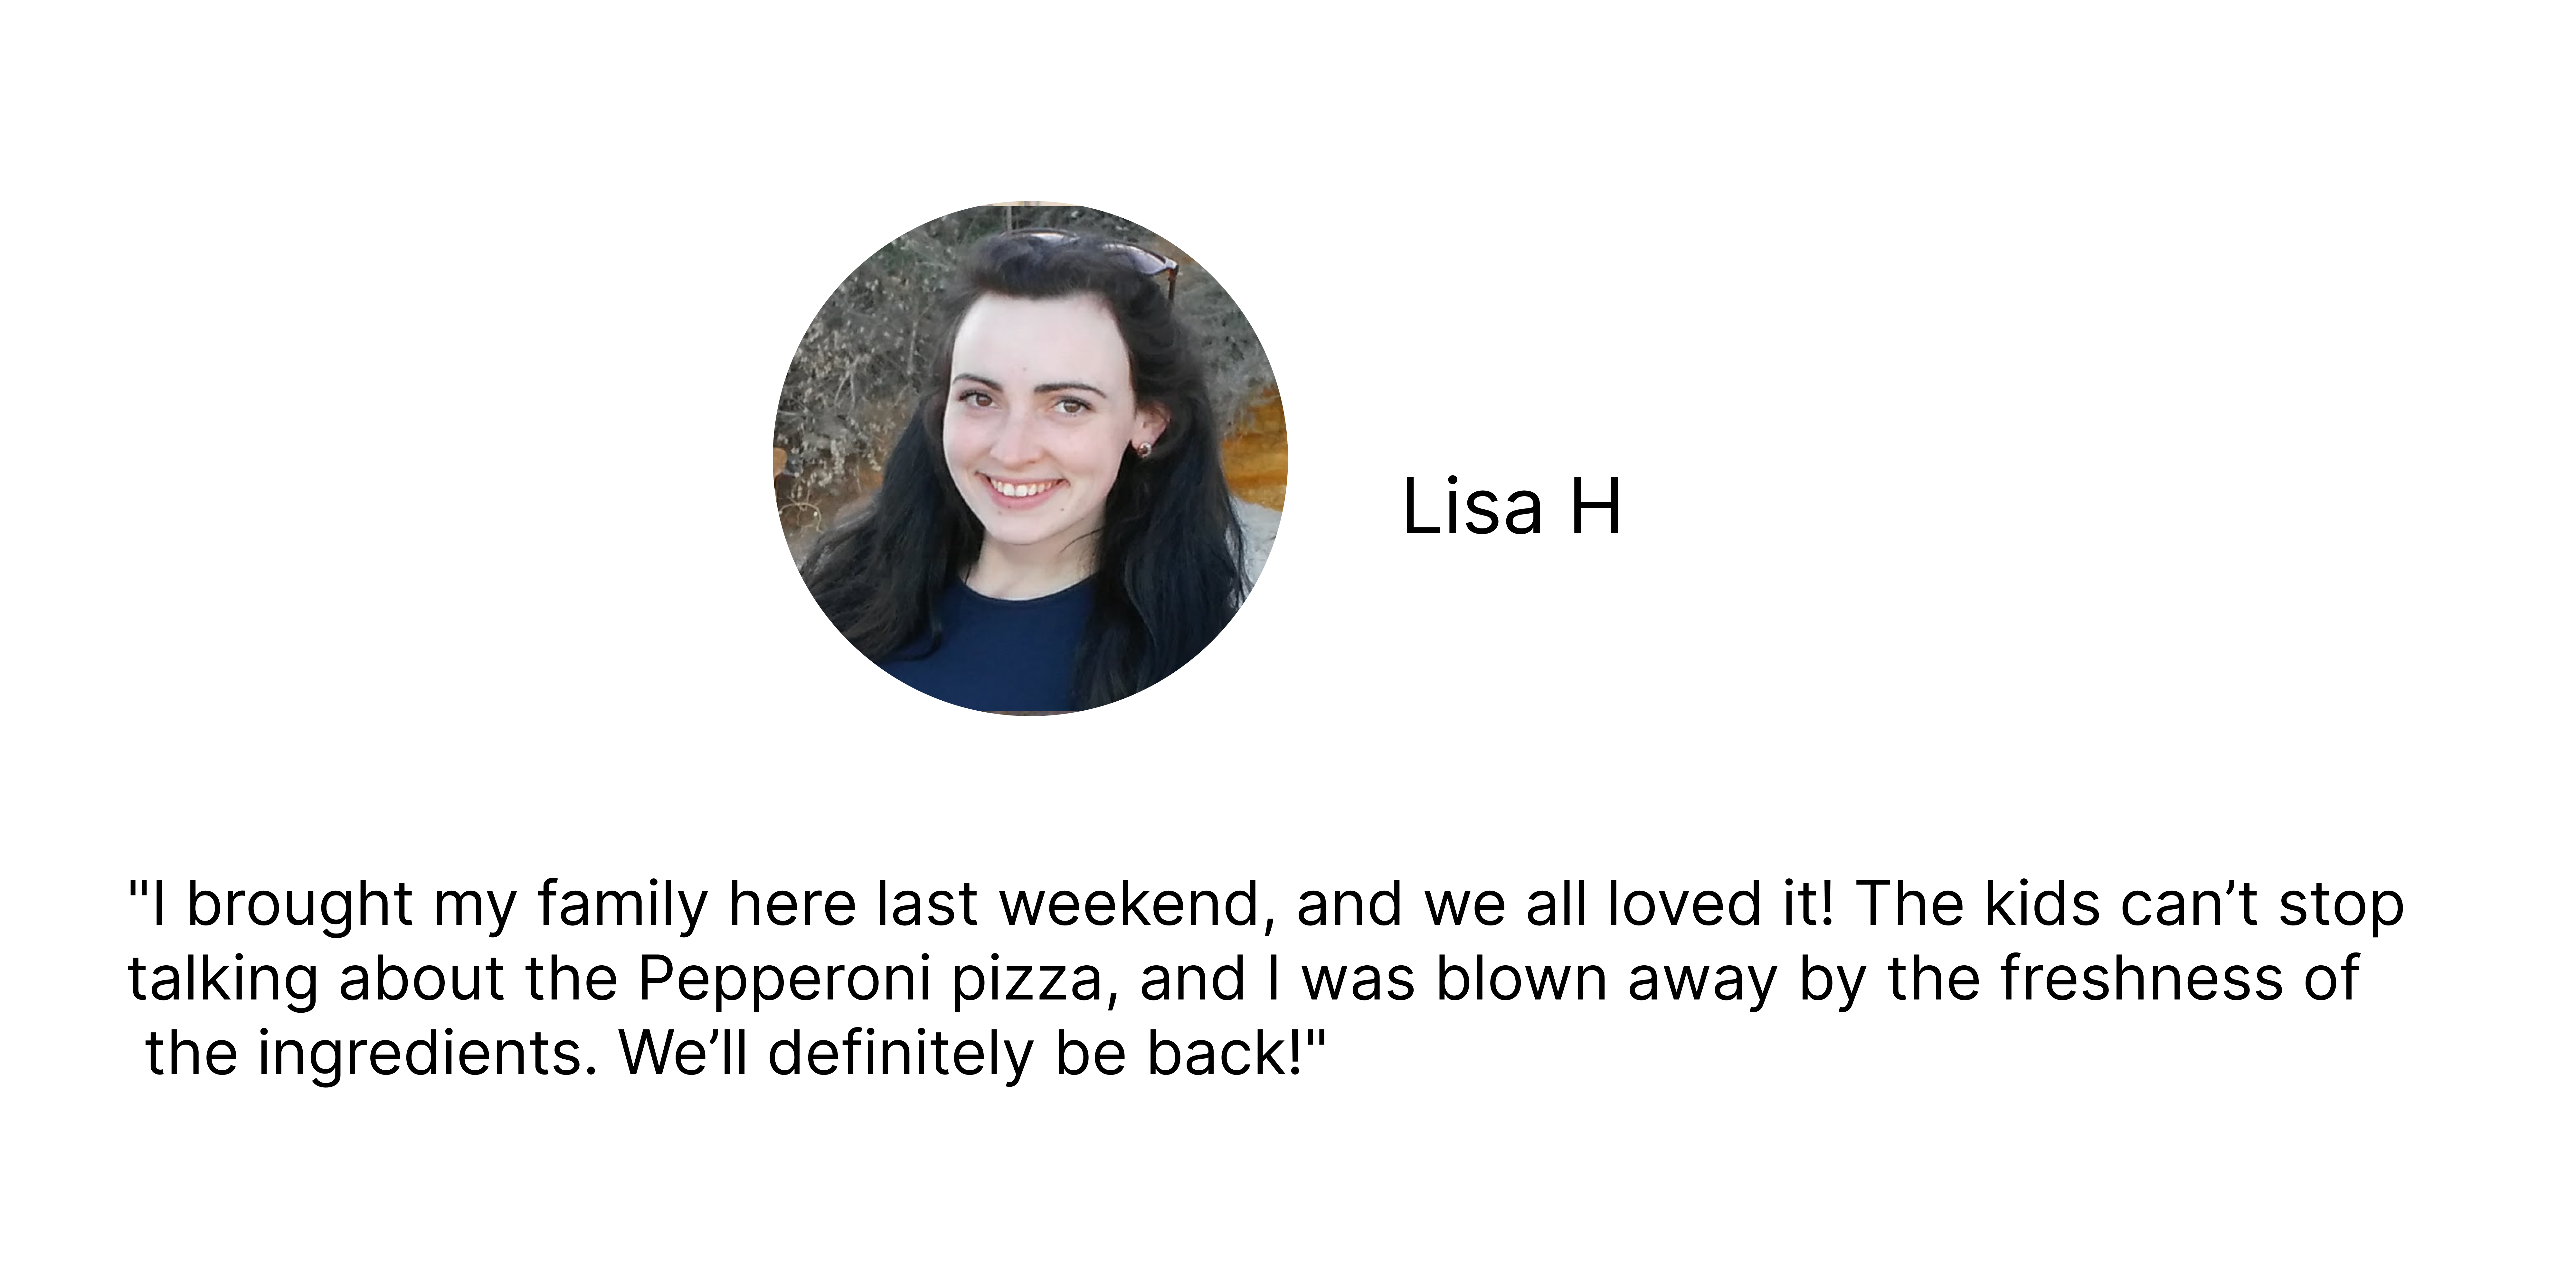 Lisa H
"I brought my family here last weekend, and we all loved it! The kids can’t stop
talking about the Pepperoni pizza, and I was blown away by the freshness of
the ingredients. We’ll definitely be back!"